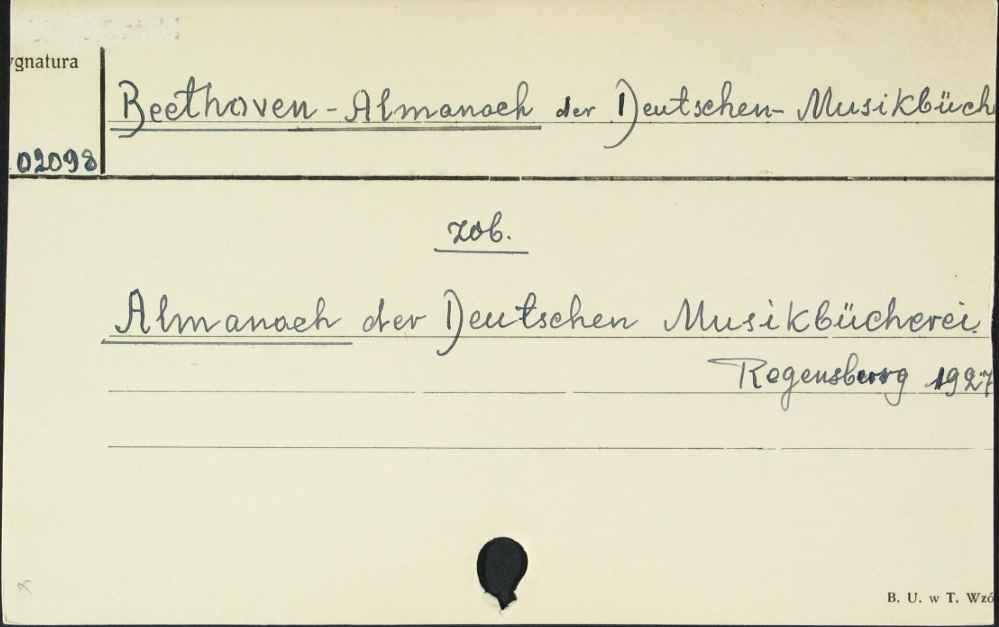 ygnatura
Beethoven-Almanach der Deutschen-Musikbüch
02098
zob.
Almanach der Deutschen Musikbücherei.
Regensburg 1927
B. U. w T. Wzó